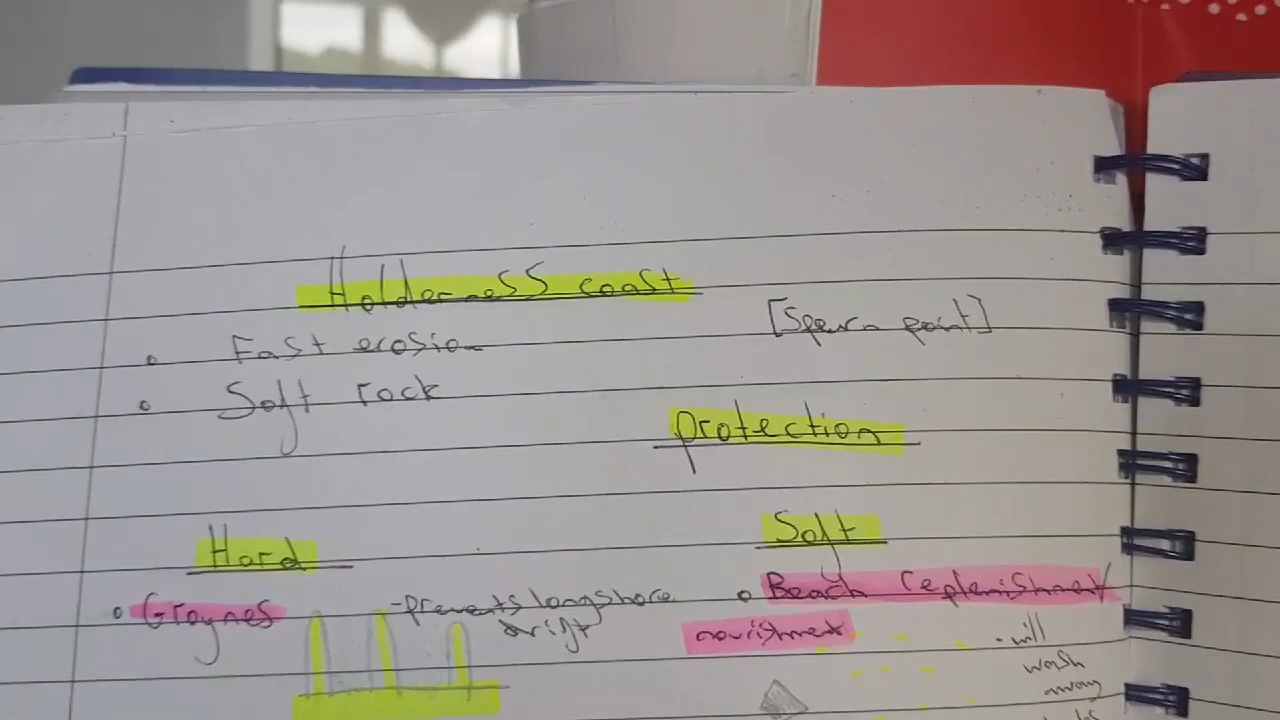 Holderness coast
[Spurn point]
• Fast erosion
• Soft rock
protection
Hard
Soft
• Groynes
-prevents longshore
drift
• Beach replenishment
nourishment
- will
wash
away